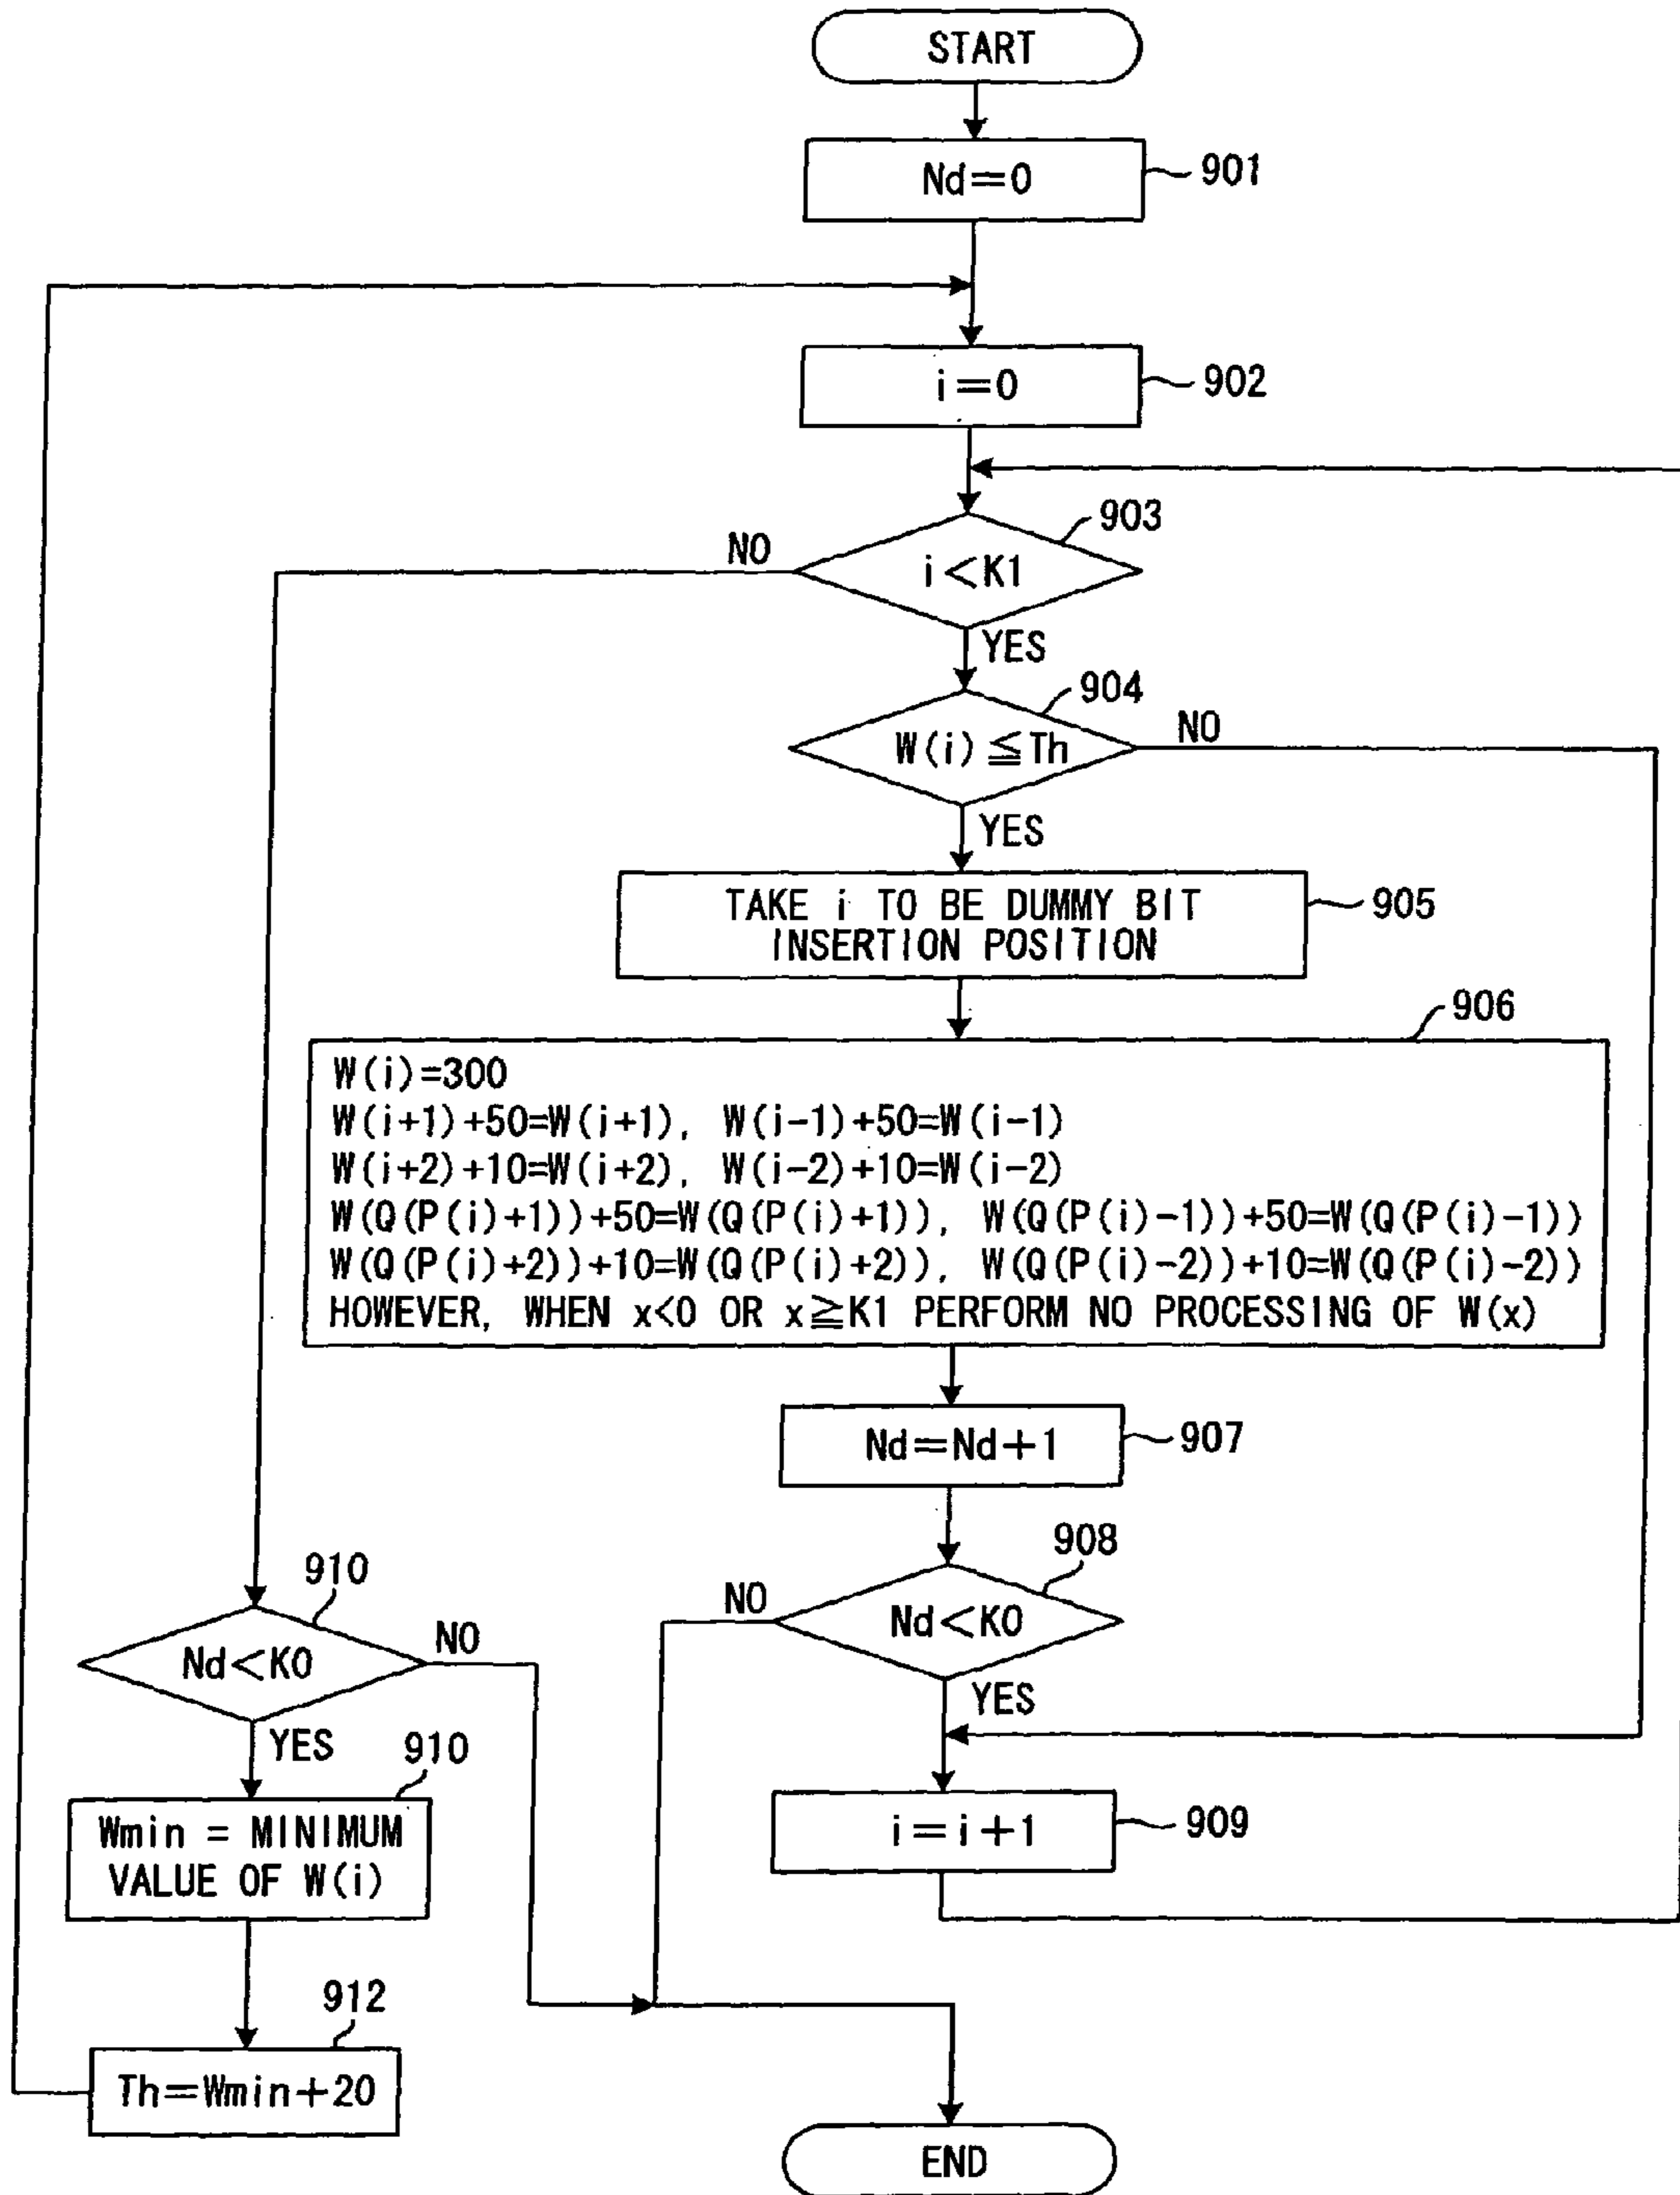 START
Nd=0
901
i=0
902
903
NO
i<K1
YES
904
W(i)≦Th
NO
YES
TAKE i TO BE DUMMY BIT
INSERTION POSITION
905
906
W(i)=300
W(i+1)+50=W(i+1), W(i-1)+50=W(i-1)
W(i+2)+10=W(i+2), W(i-2)+10=W(i-2)
W(Q(P(i)+1))+50=W(Q(P(i)+1)), W(Q(P(i)-1))+50=W(Q(P(i)-1))
W(Q(P(i)+2))+10=W(Q(P(i)+2)), W(Q(P(i)-2))+10=W(Q(P(i)-2))
HOWEVER, WHEN x<0 OR x≧K1 PERFORM NO PROCESSING OF W(x)
Nd=Nd+1
907
908
NO
Nd<K0
YES
i=i+1
909
910
Nd<K0
NO
YES
910
Wmin = MINIMUM
VALUE OF W(i)
912
Th=Wmin+20
END